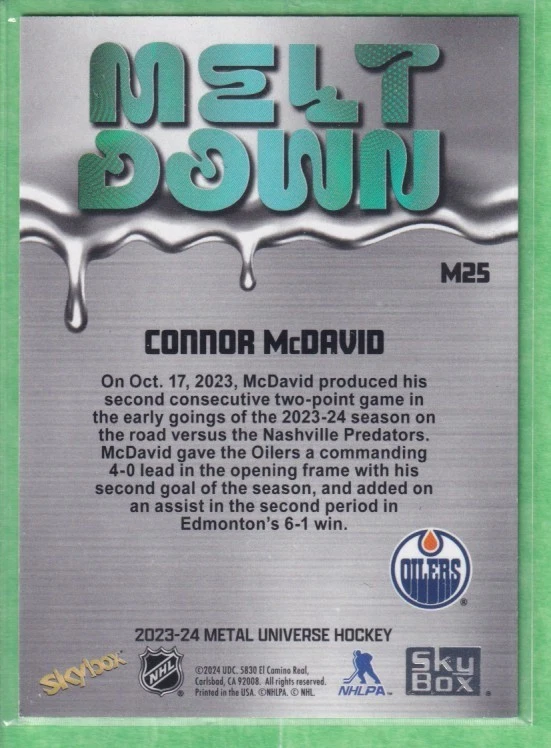 MELT
DOWN
M25
CONNOR McDAVID
On Oct. 17, 2023, McDavid produced his
second consecutive two-point game in
the early goings of the 2023-24 season on
the road versus the Nashville Predators.
McDavid gave the Oilers a commanding
4-0 lead in the opening frame with his
second goal of the season, and added on
an assist in the second period in
Edmonton's 6-1 win.
OILERS
®
2023-24 METAL UNIVERSE HOCKEY
skybox
NHL
®
©2024 UDC. 5830 El Camino Real,
Carlsbad, CA 92008. All rights reserved.
Printed in the USA. ©NHLPA. © NHL.
NHLPA™
Sky
Box
®